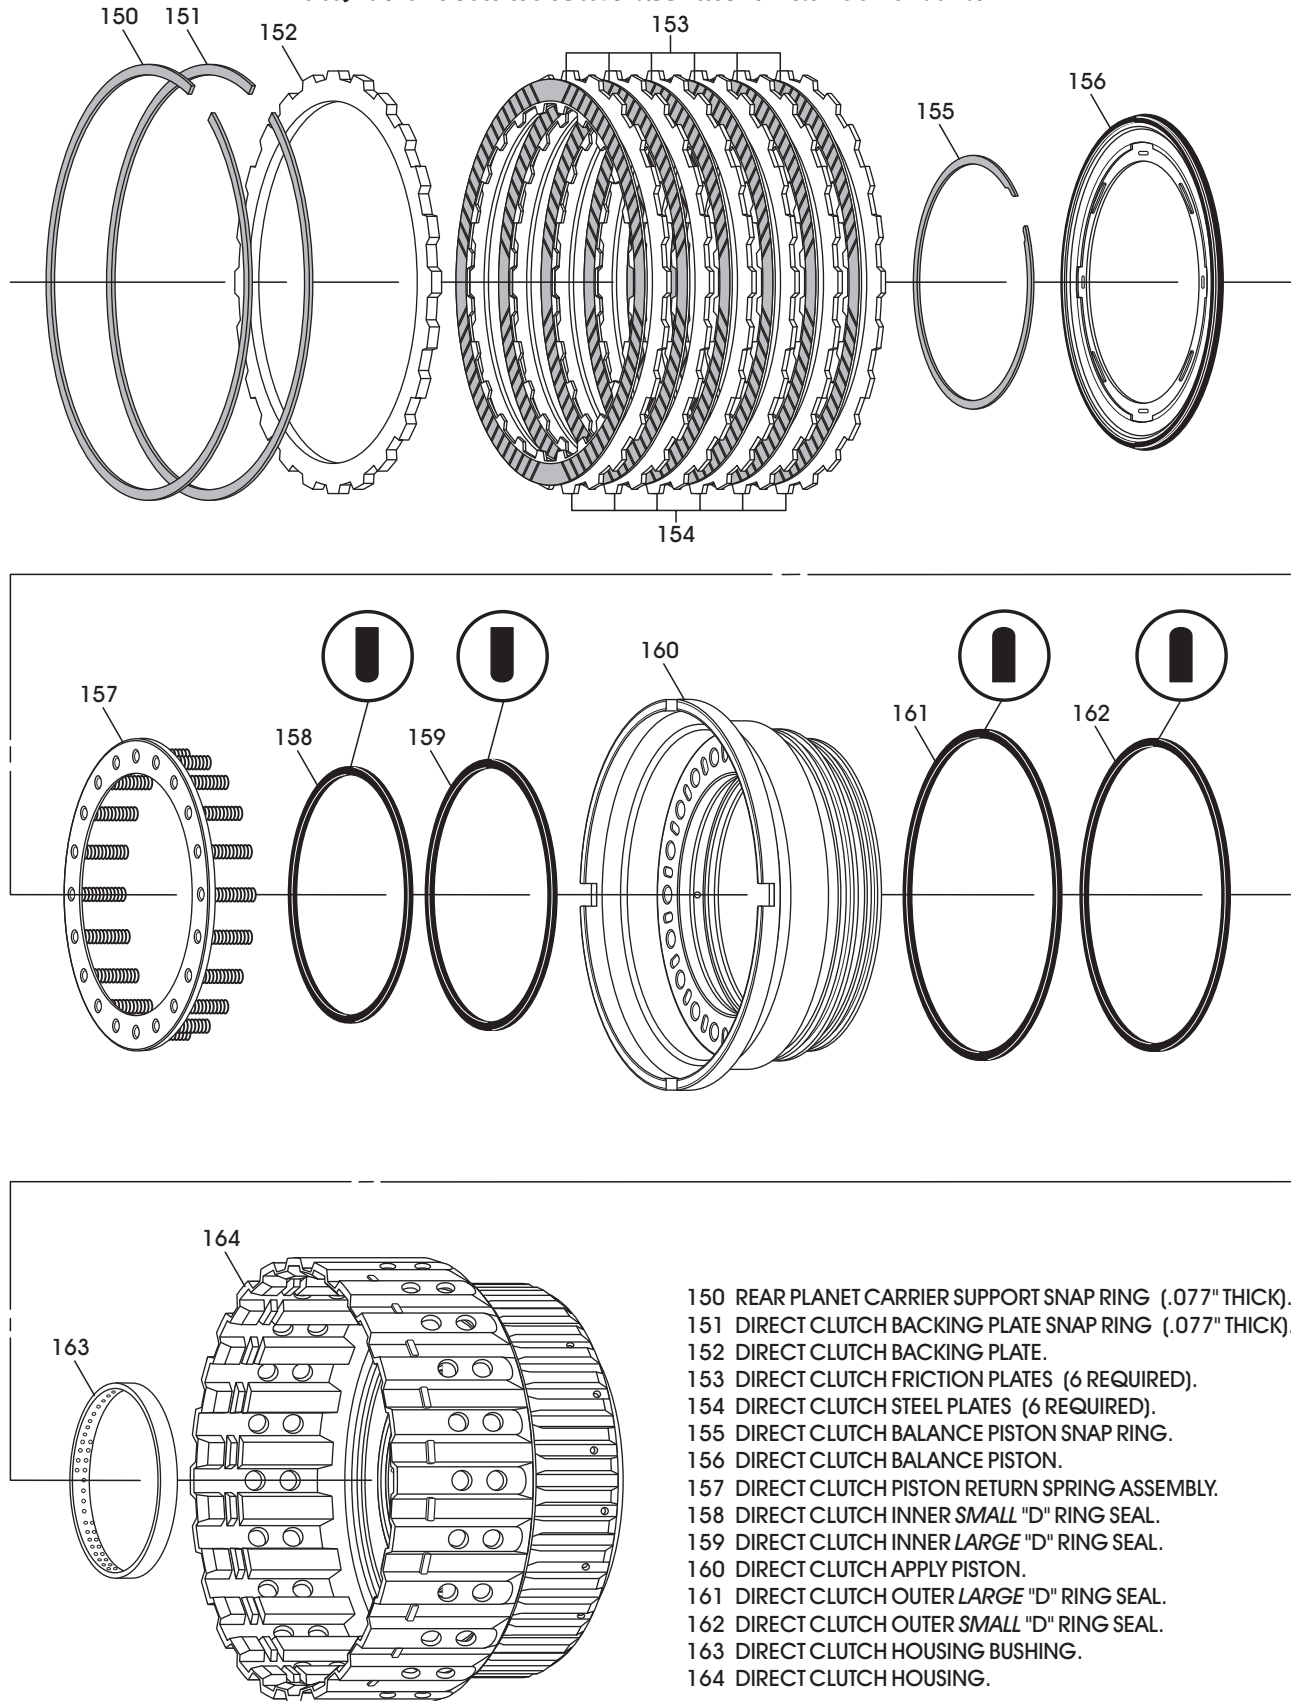 150 151 152 153 155 156
154
157 158 159 160 161 162
164
163
150 REAR PLANET CARRIER SUPPORT SNAP RING (.077" THICK).
151 DIRECT CLUTCH BACKING PLATE SNAP RING (.077" THICK).
152 DIRECT CLUTCH BACKING PLATE.
153 DIRECT CLUTCH FRICTION PLATES (6 REQUIRED).
154 DIRECT CLUTCH STEEL PLATES (6 REQUIRED).
155 DIRECT CLUTCH BALANCE PISTON SNAP RING.
156 DIRECT CLUTCH BALANCE PISTON.
157 DIRECT CLUTCH PISTON RETURN SPRING ASSEMBLY.
158 DIRECT CLUTCH INNER SMALL "D" RING SEAL.
159 DIRECT CLUTCH INNER LARGE "D" RING SEAL.
160 DIRECT CLUTCH APPLY PISTON.
161 DIRECT CLUTCH OUTER LARGE "D" RING SEAL.
162 DIRECT CLUTCH OUTER SMALL "D" RING SEAL.
163 DIRECT CLUTCH HOUSING BUSHING.
164 DIRECT CLUTCH HOUSING.